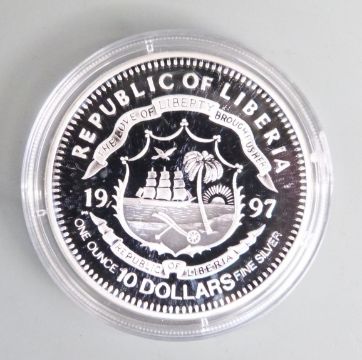 REPUBLIC OF LIBERIA
THE LOVE OF LIBERTY BROUGHT US HERE
19 97
REPUBLIC OF LIBERIA
ONE OUNCE 10 DOLLARS FINE SILVER